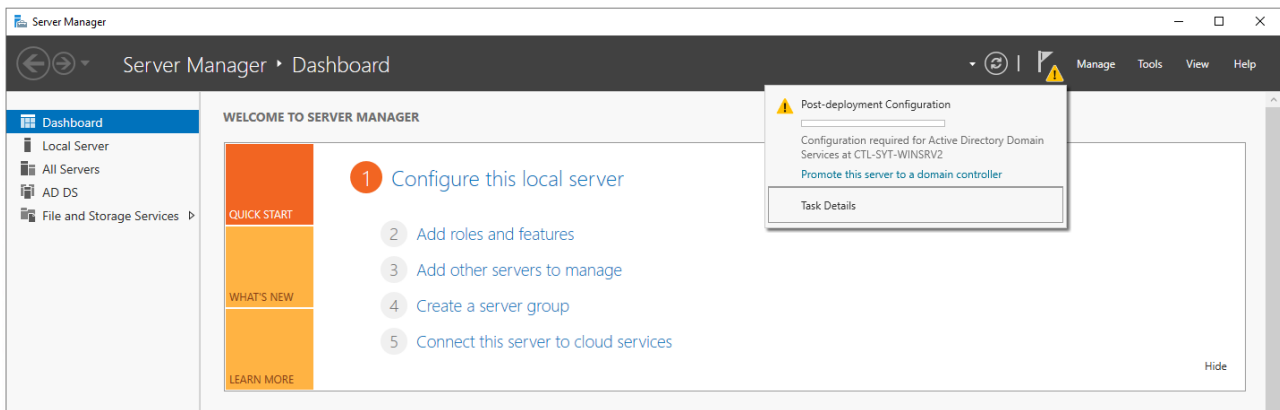 Server Manager
Server Manager • Dashboard
Manage Tools View Help
Dashboard
Local Server
All Servers
AD DS
File and Storage Services
WELCOME TO SERVER MANAGER
QUICK START
WHAT'S NEW
LEARN MORE
1 Configure this local server
2 Add roles and features
3 Add other servers to manage
4 Create a server group
5 Connect this server to cloud services
Hide
Post-deployment Configuration
Configuration required for Active Directory Domain
Services at CTL-SYT-WINSRV2
Promote this server to a domain controller
Task Details